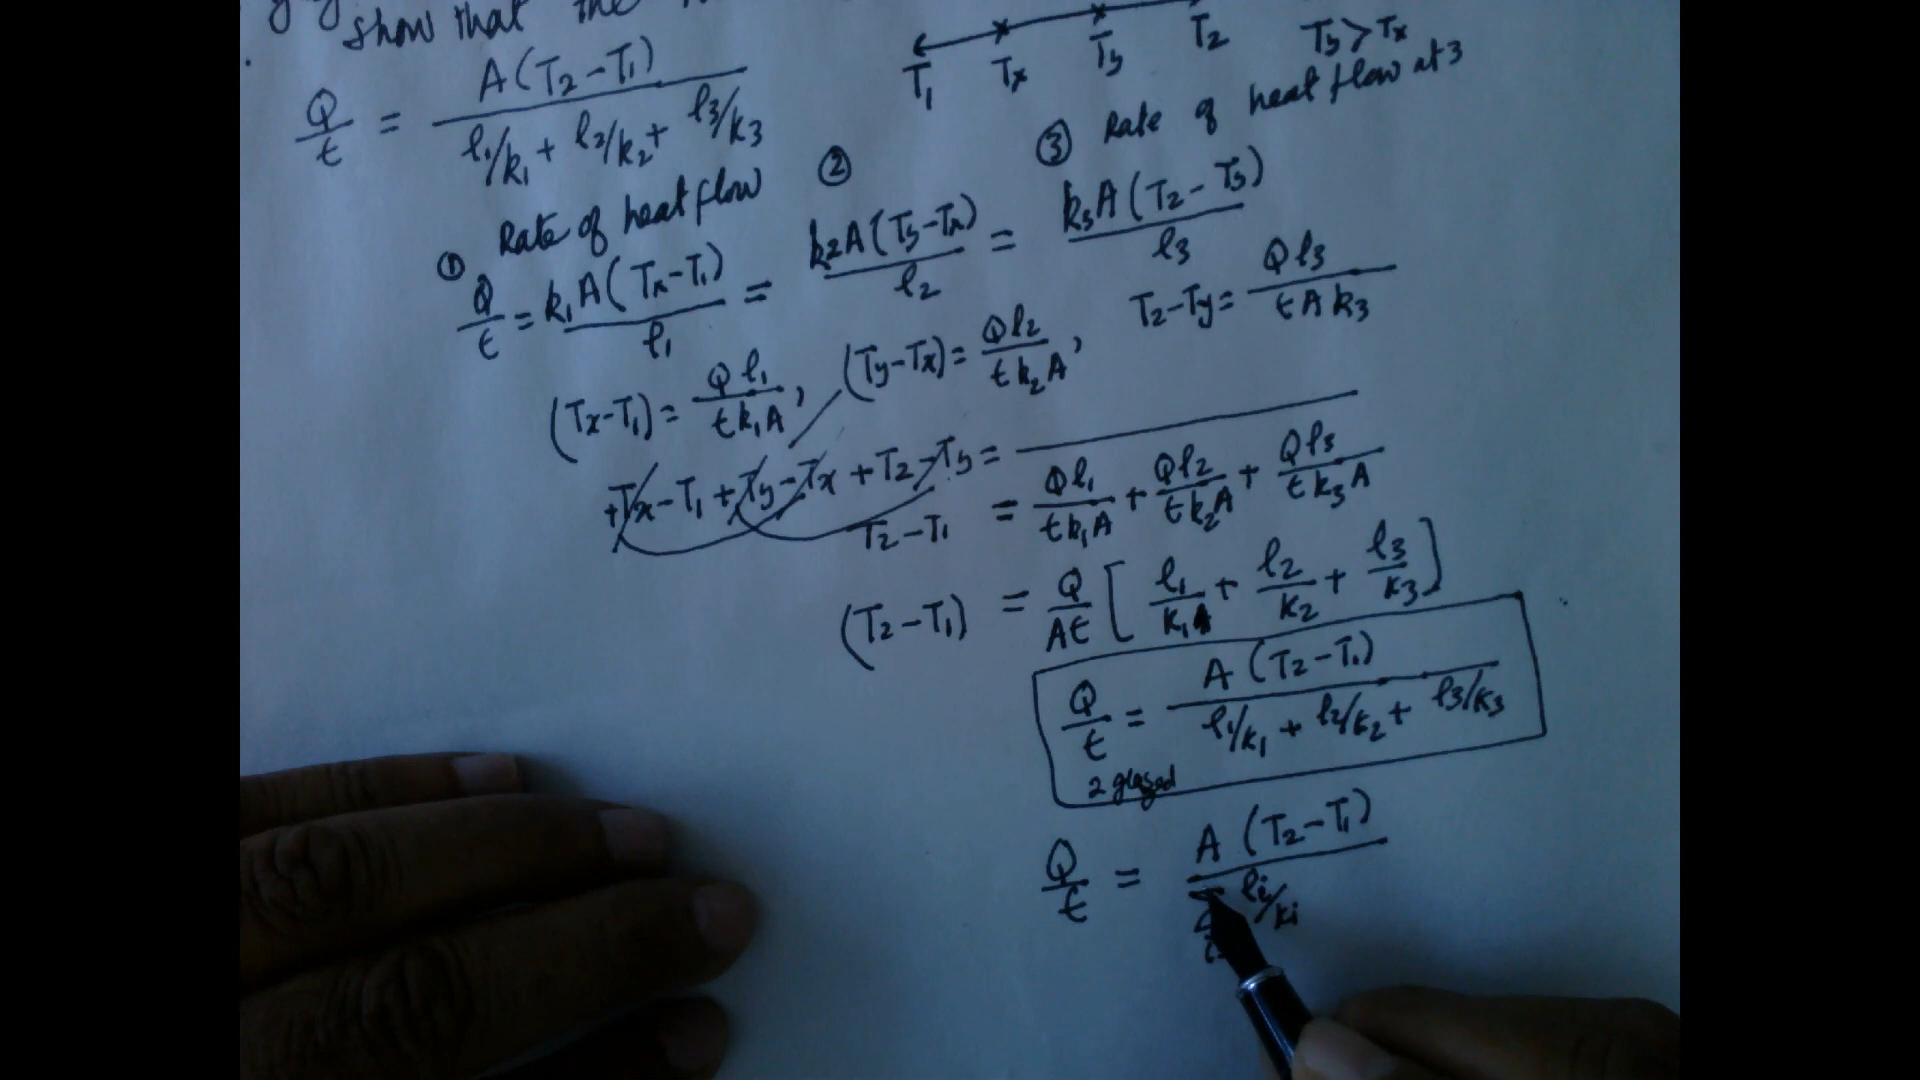 show that the
Q/t = A(T₂-T₁) / (l₁/k₁ + l₂/k₂ + l₃/k₃)
T₁ Tx Ty T₂ Ty > Tx
① Rate of heat flow ② ③ Rate of heat flow at 3
Q/t = k₁A(Tx-T₁)/l₁ = k₂A(Ty-Tx)/l₂ = k₃A(T₂-Ty)/l₃
(Tx-T₁) = Ql₁/tk₁A, (Ty-Tx) = Ql₂/tk₂A, T₂-Ty = Ql₃/tAk₃
+Tx-T₁+Ty-Tx+T₂-Ty =
T₂-T₁ = Ql₁/tk₁A + Ql₂/tk₂A + Ql₃/tk₃A
(T₂-T₁) = Q/At [l₁/k₁ + l₂/k₂ + l₃/k₃]
Q/t = A(T₂-T₁) / (l₁/k₁ + l₂/k₂ + l₃/k₃)
2 glazed
Q/t = A(T₂-T₁) / Σ li/ki